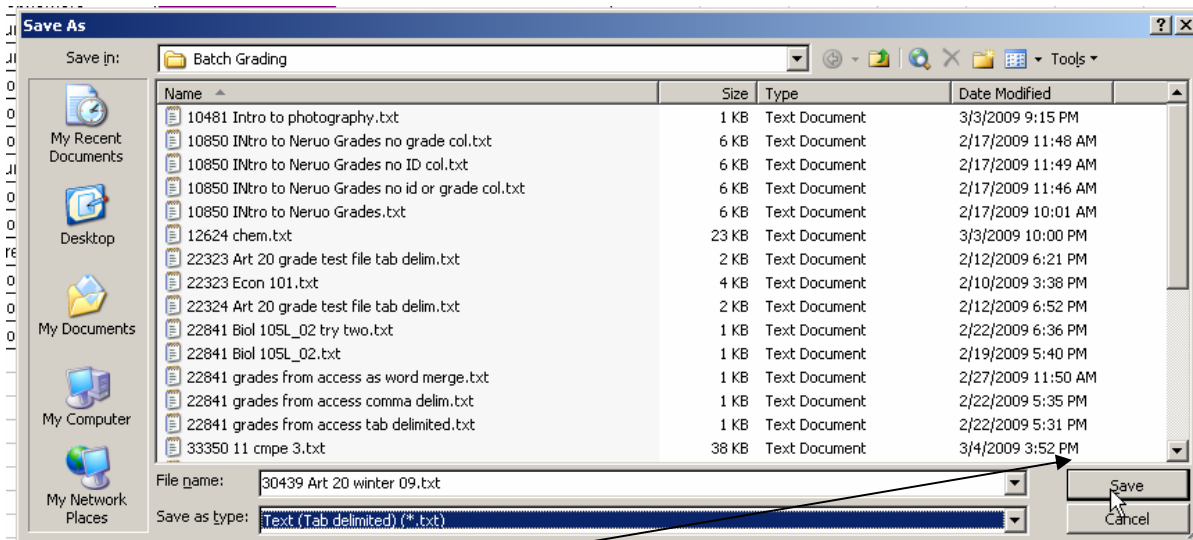 Save As
Save in: Batch Grading Tools
Name Size Type Date Modified
10481 Intro to photography.txt 1 KB Text Document 3/3/2009 9:15 PM
10850 INtro to Neruo Grades no grade col.txt 6 KB Text Document 2/17/2009 11:48 AM
10850 INtro to Neruo Grades no ID col.txt 6 KB Text Document 2/17/2009 11:49 AM
10850 INtro to Neruo Grades no id or grade col.txt 6 KB Text Document 2/17/2009 11:46 AM
10850 INtro to Neruo Grades.txt 6 KB Text Document 2/17/2009 10:01 AM
12624 chem.txt 23 KB Text Document 3/3/2009 10:00 PM
22323 Art 20 grade test file tab delim.txt 2 KB Text Document 2/12/2009 6:21 PM
22323 Econ 101.txt 4 KB Text Document 2/10/2009 3:38 PM
22324 Art 20 grade test file tab delim.txt 2 KB Text Document 2/12/2009 6:52 PM
22841 Biol 105L_02 try two.txt 1 KB Text Document 2/22/2009 6:36 PM
22841 Biol 105L_02.txt 1 KB Text Document 2/19/2009 5:40 PM
22841 grades from access as word merge.txt 1 KB Text Document 2/27/2009 11:50 AM
22841 grades from access comma delim.txt 1 KB Text Document 2/22/2009 5:35 PM
22841 grades from access tab delimited.txt 1 KB Text Document 2/22/2009 5:31 PM
33350 11 cmpe 3.txt 38 KB Text Document 3/4/2009 3:52 PM
My Recent
Documents
Desktop
My Documents
My Computer
My Network
Places
File name: 30439 Art 20 winter 09.txt Save
Save as type: Text (Tab delimited) (*.txt) Cancel